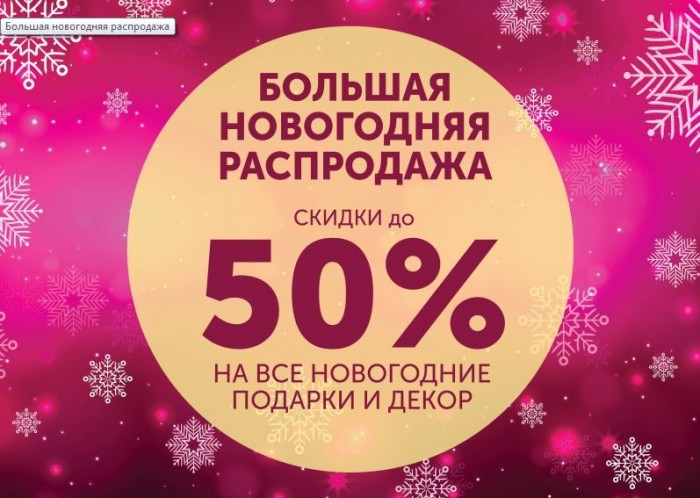 Большая новогодняя распродажа
БОЛЬШАЯ
НОВОГОДНЯЯ
РАСПРОДАЖА
СКИДКИ до
50%
НА ВСЕ НОВОГОДНИЕ
ПОДАРКИ И ДЕКОР